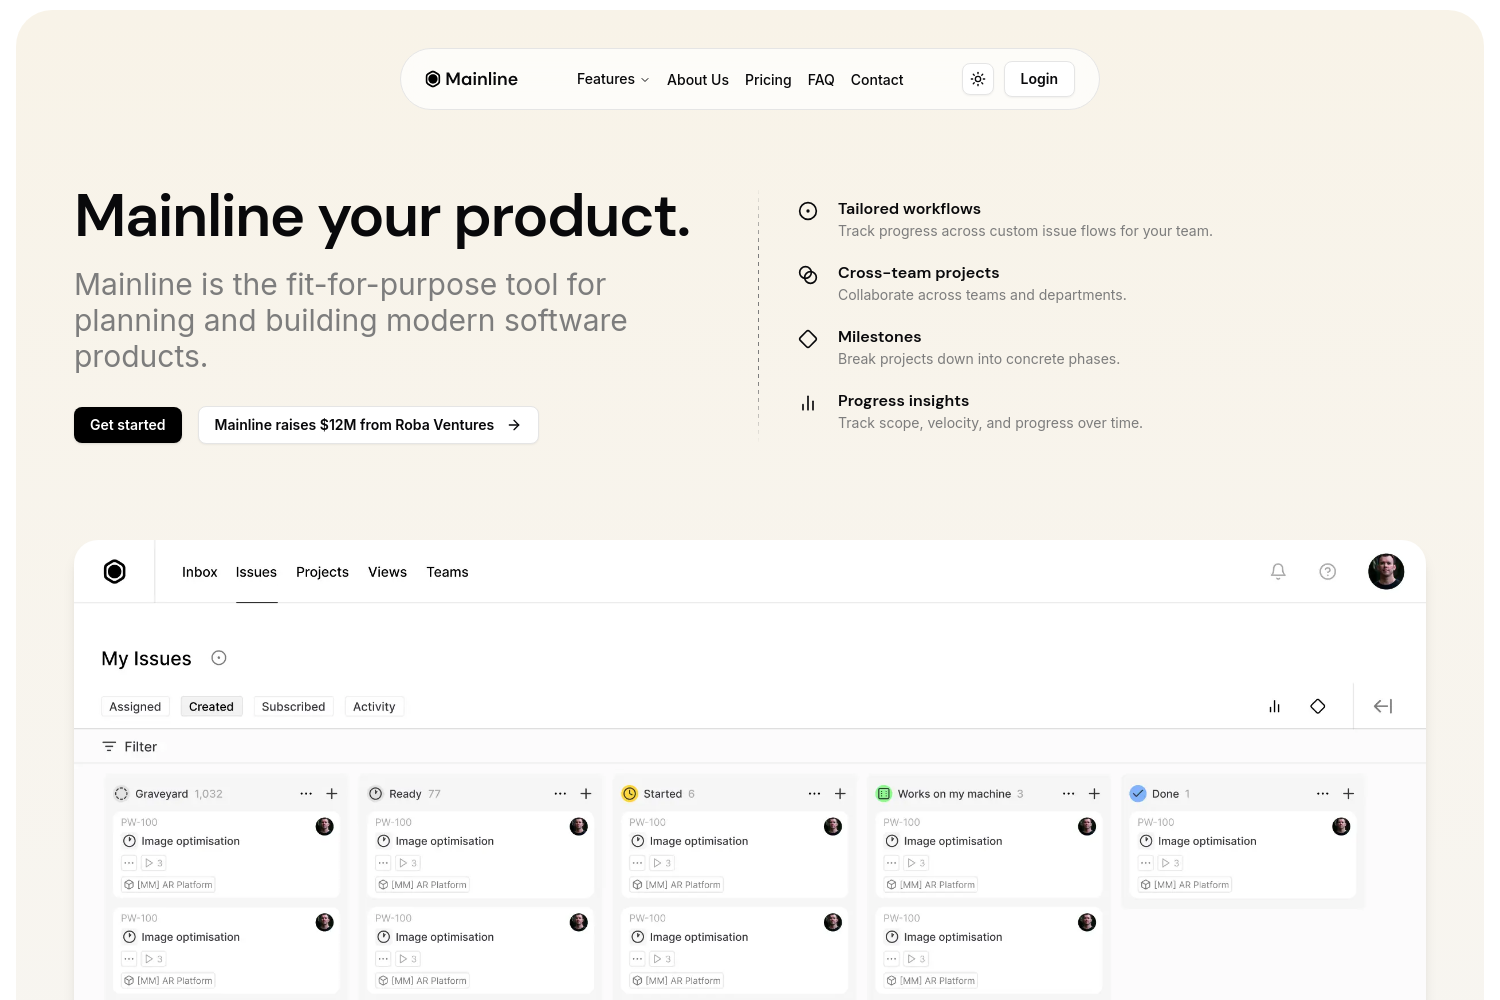 Mainline
Features
About Us
Pricing
FAQ
Contact
Login
Mainline your product.
Mainline is the fit-for-purpose tool for
planning and building modern software
products.
Get started
Mainline raises $12M from Roba Ventures
Tailored workflows
Track progress across custom issue flows for your team.
Cross-team projects
Collaborate across teams and departments.
Milestones
Break projects down into concrete phases.
Progress insights
Track scope, velocity, and progress over time.
Inbox
Issues
Projects
Views
Teams
My Issues
Assigned
Created
Subscribed
Activity
Filter
Graveyard 1,032
PW-100
Image optimisation
3
[MM] AR Platform
PW-100
Image optimisation
3
[MM] AR Platform
Ready 77
PW-100
Image optimisation
3
[MM] AR Platform
PW-100
Image optimisation
3
[MM] AR Platform
Started 6
PW-100
Image optimisation
3
[MM] AR Platform
PW-100
Image optimisation
3
[MM] AR Platform
Works on my machine 3
PW-100
Image optimisation
3
[MM] AR Platform
PW-100
Image optimisation
3
[MM] AR Platform
Done 1
PW-100
Image optimisation
3
[MM] AR Platform